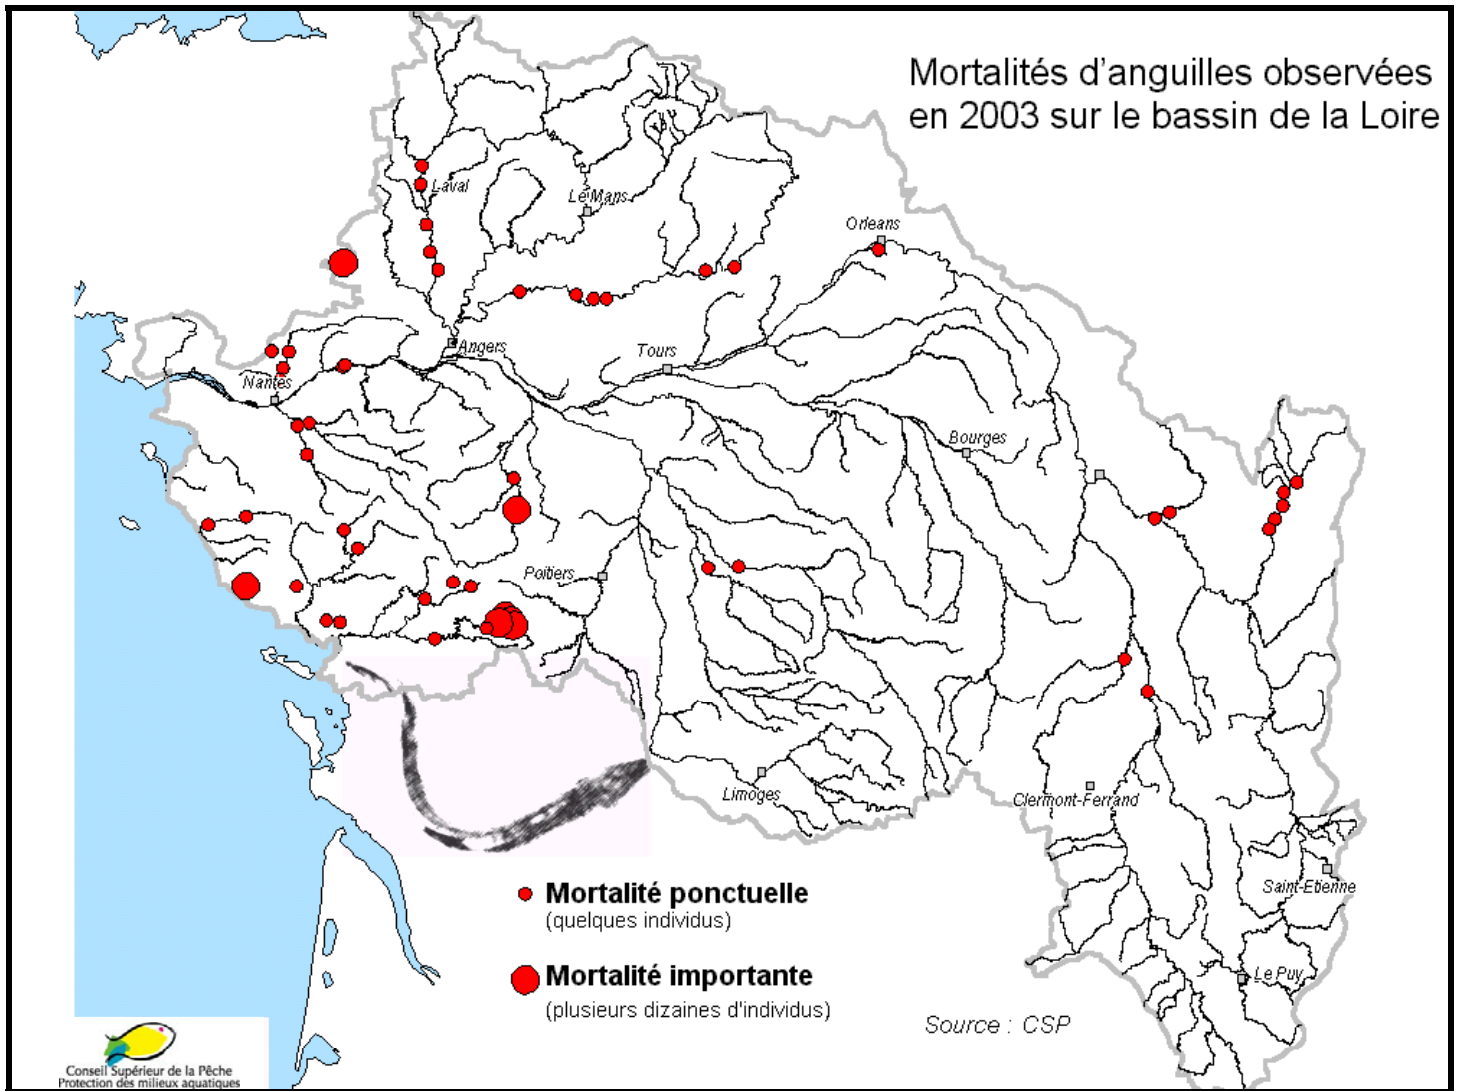 Mortalités d'anguilles observées
en 2003 sur le bassin de la Loire
Laval
Le Mans
Orleans
Angers
Tours
Nantes
Bourges
Poitiers
Limoges
Clermont-Ferrand
Saint-Etienne
Le Puy
Mortalité ponctuelle
(quelques individus)
Mortalité importante
(plusieurs dizaines d'individus)
Source : CSP
Conseil Supérieur de la Pêche
Protection des milieux aquatiques